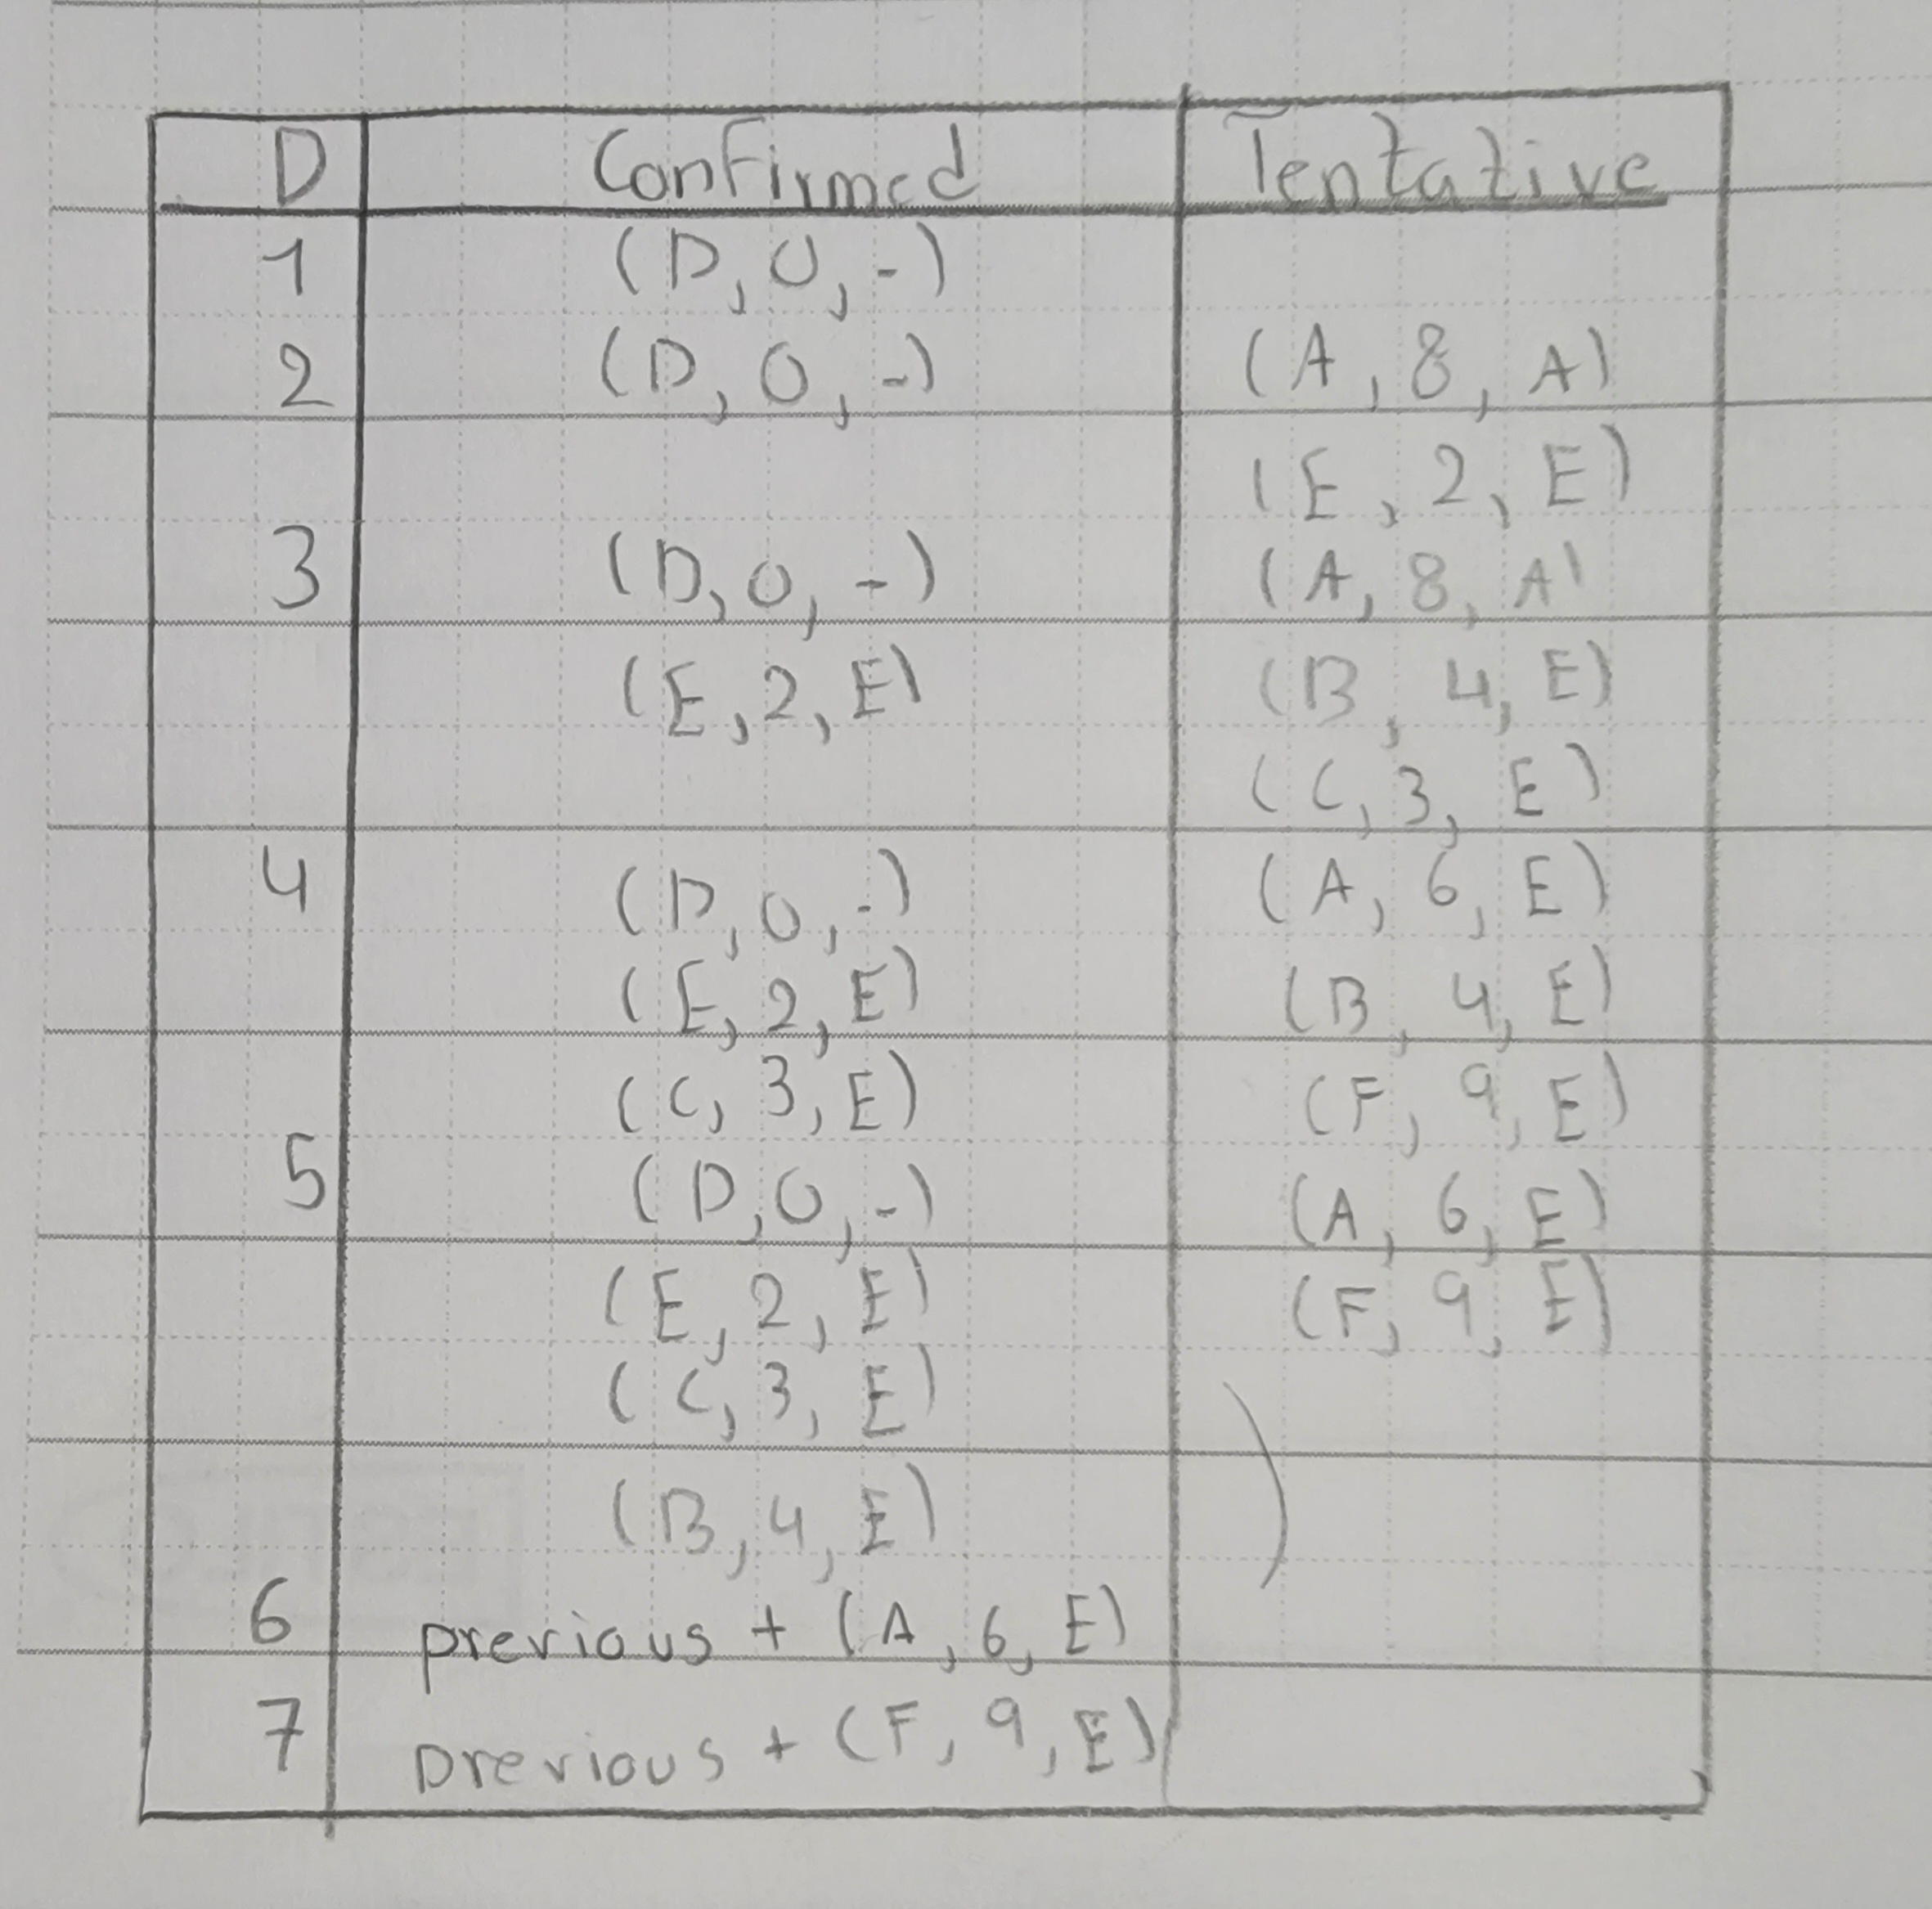 D Confirmed Tentative
1 (D, 0, -)
2 (D, 0, -) (A, 8, A)
(E, 2, E)
3 (D, 0, -) (A, 8, A)
(E, 2, E) (B, 4, E)
(C, 3, E)
4 (D, 0, -) (A, 6, E)
(E, 2, E) (B, 4, E)
(C, 3, E) (F, 9, E)
5 (D, 0, -) (A, 6, E)
(E, 2, E) (F, 9, E)
(C, 3, E)
(B, 4, E)
6 previous + (A, 6, E)
7 previous + (F, 9, E)